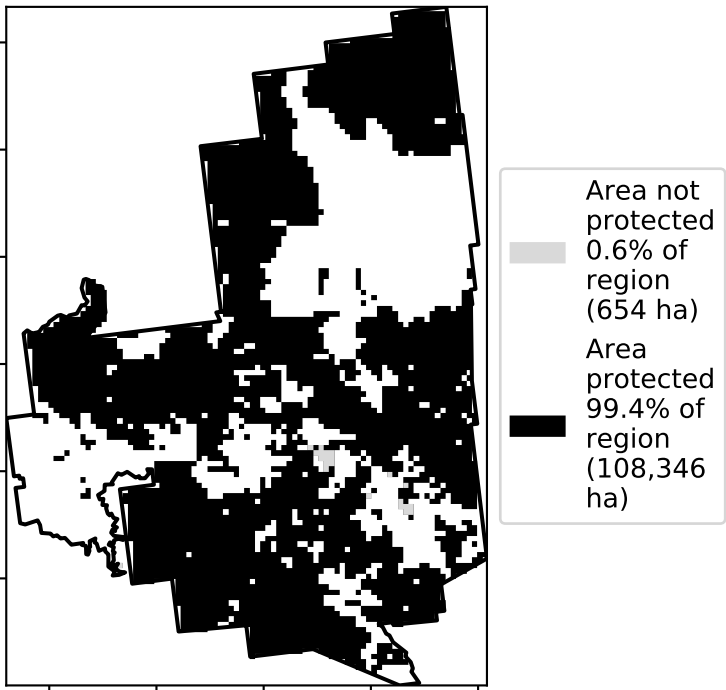 Area not
protected
0.6% of
region
(654 ha)
Area
protected
99.4% of
region
(108,346
ha)